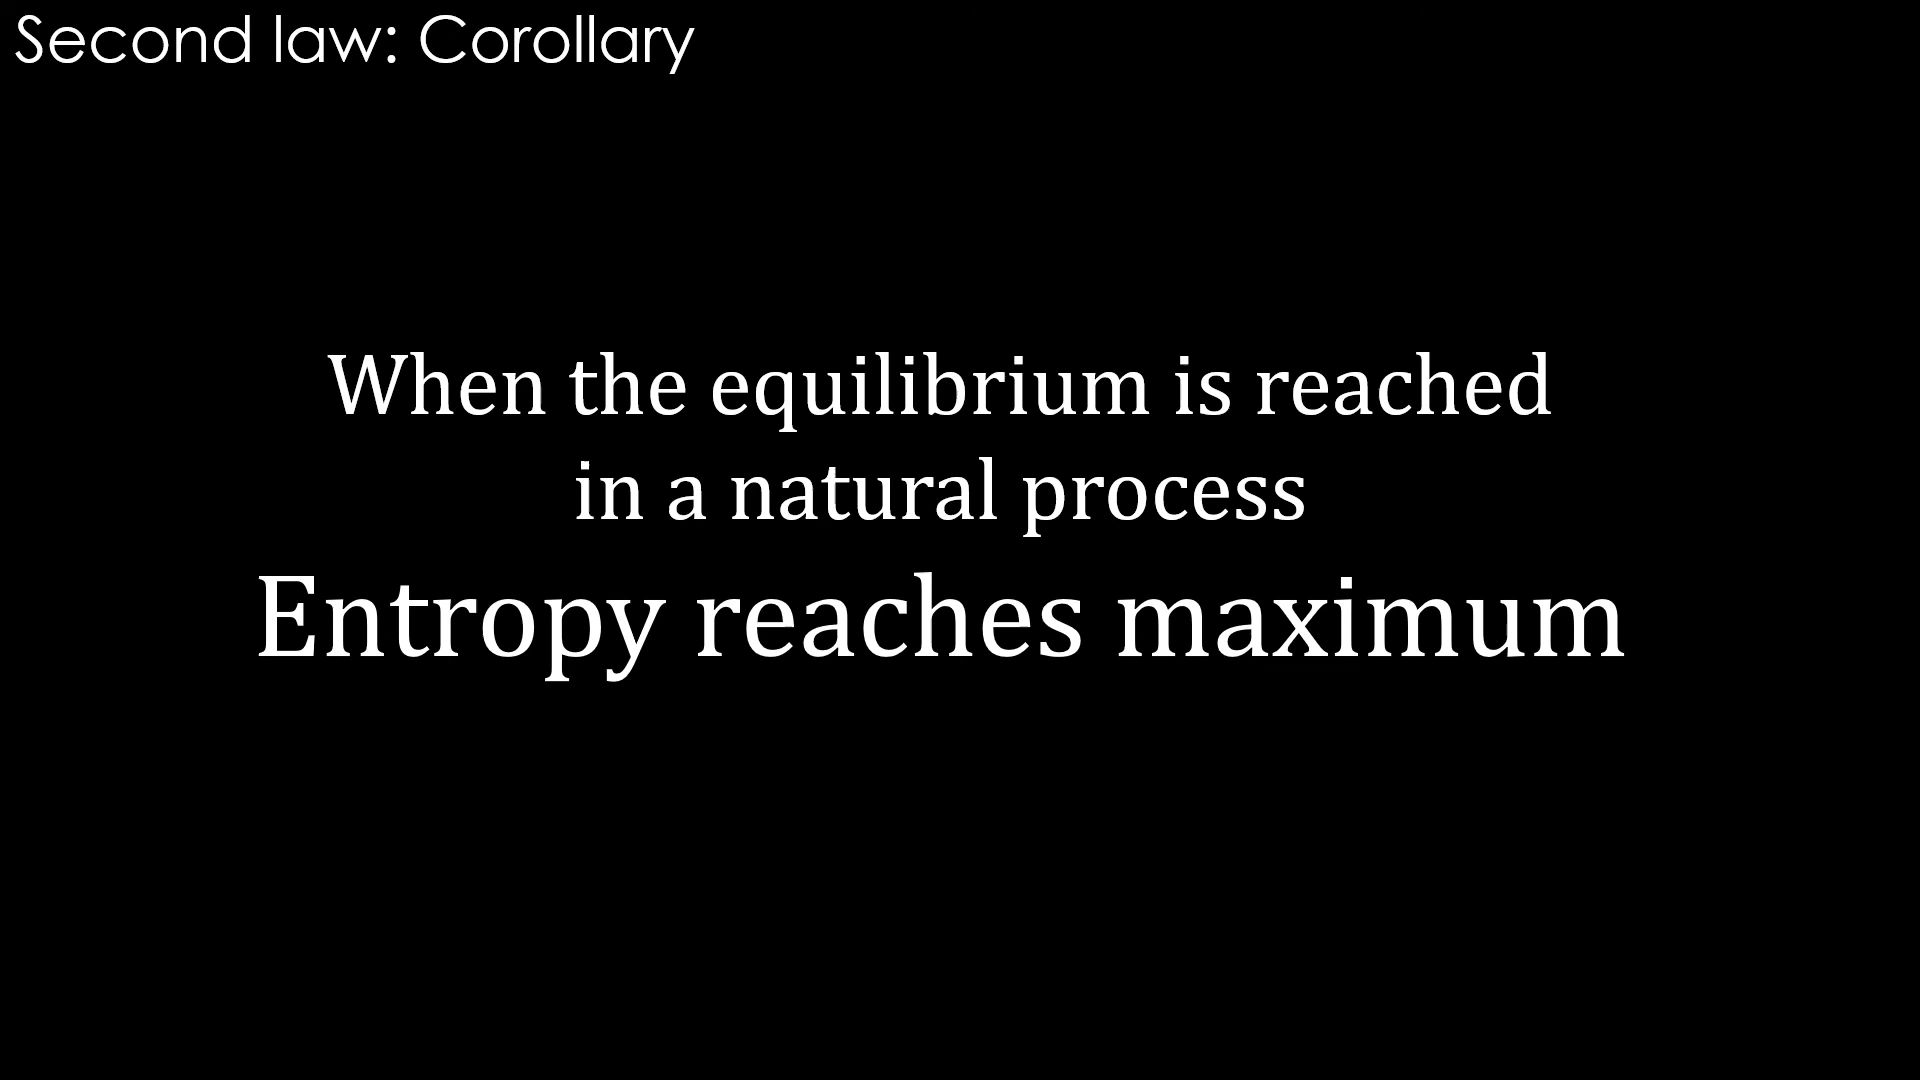 Second law: Corollary
When the equilibrium is reached
in a natural process
Entropy reaches maximum